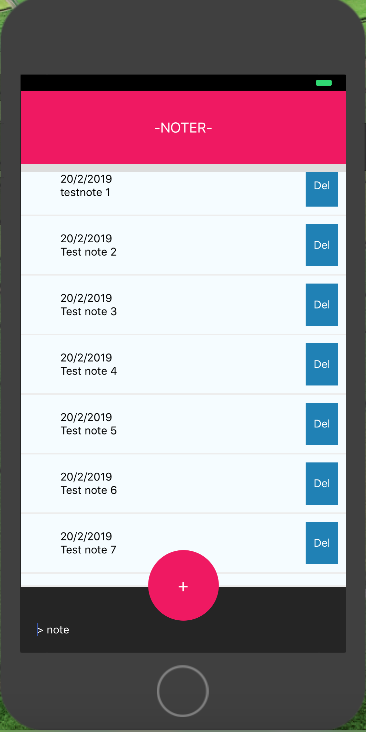 -NOTER-
20/2/2019
testnote 1
Del
20/2/2019
Test note 2
Del
20/2/2019
Test note 3
Del
20/2/2019
Test note 4
Del
20/2/2019
Test note 5
Del
20/2/2019
Test note 6
Del
20/2/2019
Test note 7
Del
+
> note